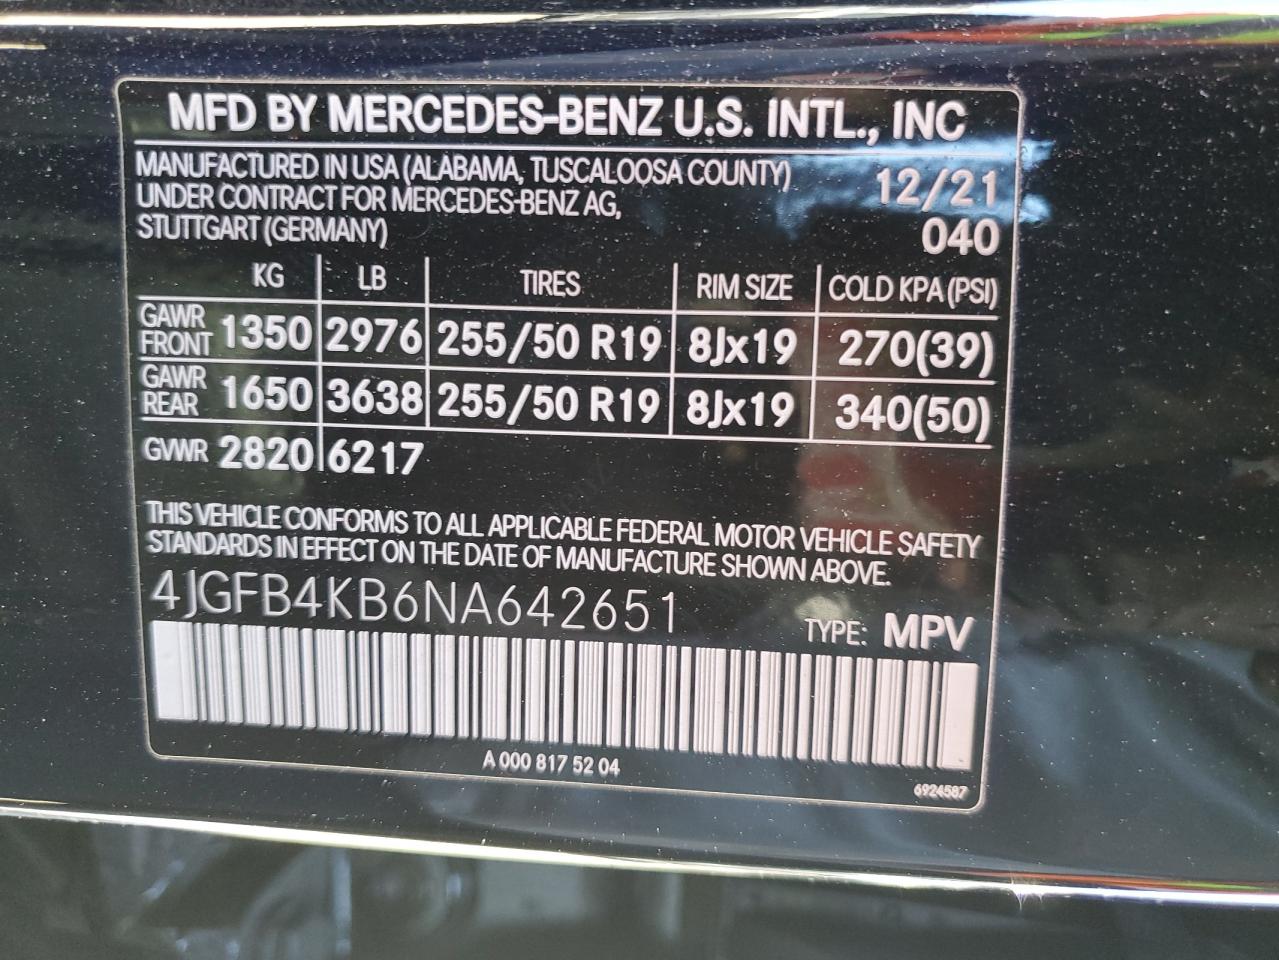 MFD BY MERCEDES-BENZ U.S. INTL., INC
MANUFACTURED IN USA (ALABAMA, TUSCALOOSA COUNTY) 12/21
UNDER CONTRACT FOR MERCEDES-BENZ AG,
STUTTGART (GERMANY) 040
KG LB TIRES RIM SIZE COLD KPA (PSI)
GAWR FRONT 1350 2976 255/50 R19 8Jx19 270(39)
GAWR REAR 1650 3638 255/50 R19 8Jx19 340(50)
GVWR 2820 6217
THIS VEHICLE CONFORMS TO ALL APPLICABLE FEDERAL MOTOR VEHICLE SAFETY
STANDARDS IN EFFECT ON THE DATE OF MANUFACTURE SHOWN ABOVE.
4JGFB4KB6NA642651
TYPE: MPV
A 000 817 52 04
6924587